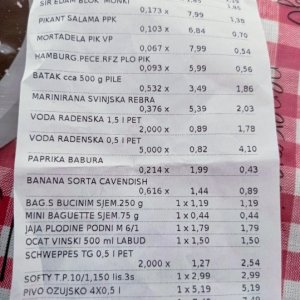 SIR EDAM BLOK MONKI
0,173 x 7,99 1,38
PIKANT SALAMA PPK
0,103 x 6,84 0,70
MORTADELA PIK VP
0,067 x 7,99 0,54
HAMBURG.PECE.RFZ PLO PIK
0,093 x 5,99 0,56
BATAK cca 500 g PILE
0,532 x 3,49 1,86
MARINIRANA SVINJSKA REBRA
0,376 x 5,39 2,03
VODA RADENSKA 1,5 l PET
2,000 x 0,89 1,78
VODA RADENSKA 0,5 l PET
5,000 x 0,82 4,10
PAPRIKA BABURA
0,214 x 1,99 0,43
BANANA SORTA CAVENDISH
0,616 x 1,44 0,89
BAG.S BUCINIM SJEM.250 g 1 x 1,19 1,19
MINI BAGUETTE SJEM.75 g 1 x 0,44 0,44
JAJA PLODINE PODNI M 6/1 1 x 1,79 1,79
OCAT VINSKI 500 ml LABUD 1 x 1,50 1,50
SCHWEPPES TG 0,5 l PET
2,000 x 1,27 2,54
SOFTY T.P.10/1,150 lis.3s 1 x 2,99 2,99
PIVO OZUJSKO 4X0,5 l 1 x 5,19 5,19